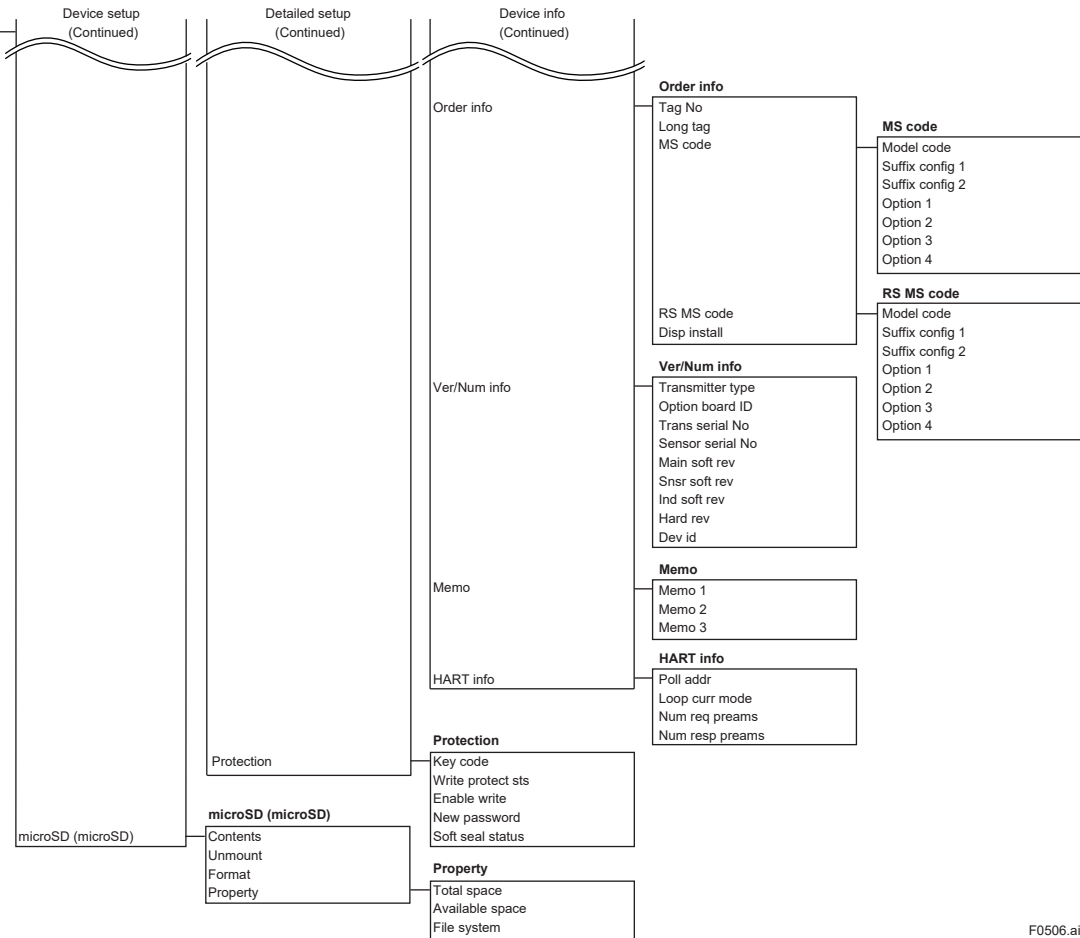 Device setup
(Continued)
Detailed setup
(Continued)
Device info
(Continued)
Order info
Order info
Tag No
Long tag
MS code
MS code
Model code
Suffix config 1
Suffix config 2
Option 1
Option 2
Option 3
Option 4
RS MS code
Disp install
RS MS code
Model code
Suffix config 1
Suffix config 2
Option 1
Option 2
Option 3
Option 4
Ver/Num info
Ver/Num info
Transmitter type
Option board ID
Trans serial No
Sensor serial No
Main soft rev
Snsr soft rev
Ind soft rev
Hard rev
Dev id
Memo
Memo
Memo 1
Memo 2
Memo 3
HART info
HART info
Poll addr
Loop curr mode
Num req preams
Num resp preams
Protection
Protection
Key code
Write protect sts
Enable write
New password
Soft seal status
microSD (microSD)
microSD (microSD)
Contents
Unmount
Format
Property
Property
Total space
Available space
File system
F0506.ai